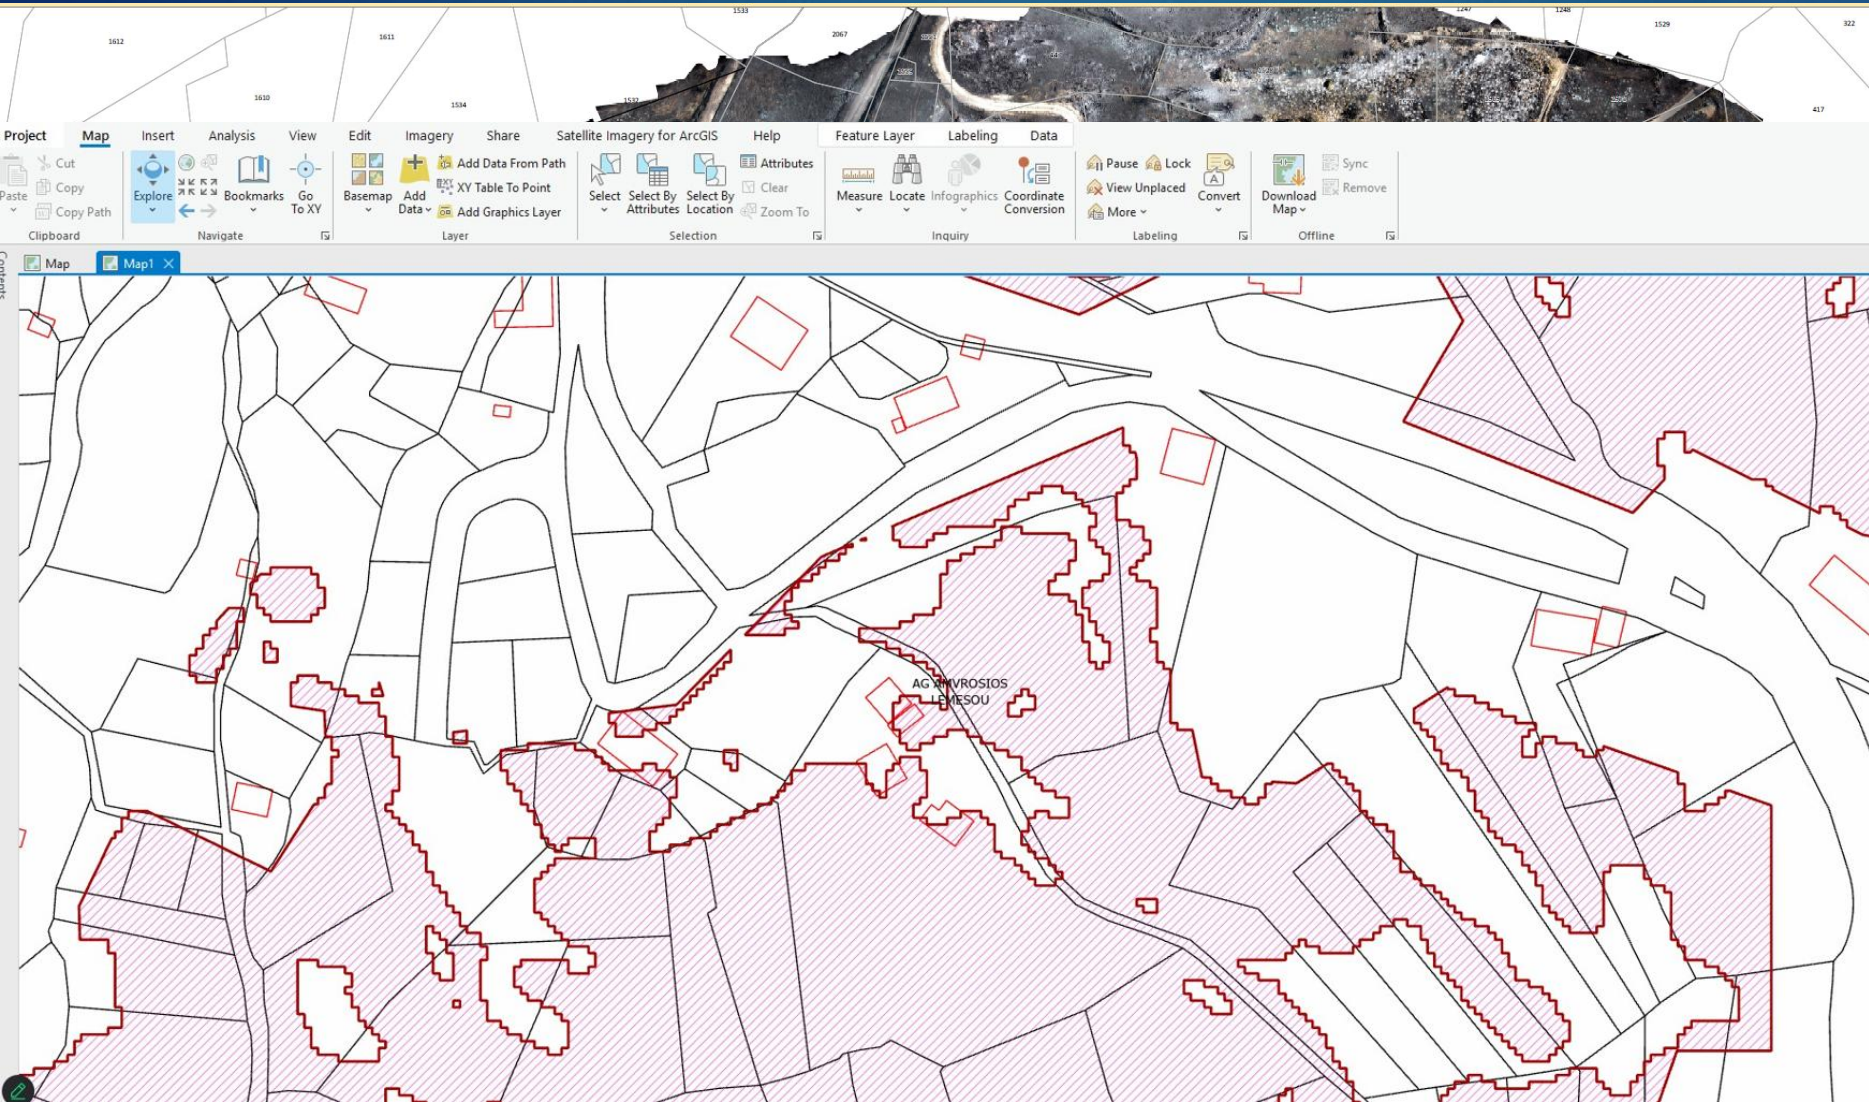 1533
1247
1248
1612
1611
2067
1529
322
1610
1534
1532
417
Project Map Insert Analysis View Edit Imagery Share Satellite Imagery for ArcGIS Help Feature Layer Labeling Data
Cut
Copy
Copy Path
Paste
Clipboard
Explore
Bookmarks
Go
To XY
Navigate
Basemap
Add
Data
Add Data From Path
XY Table To Point
Add Graphics Layer
Layer
Select
Select By
Attributes
Select By
Location
Attributes
Clear
Zoom To
Selection
Measure
Locate
Infographics
Coordinate
Conversion
Inquiry
Pause
Lock
View Unplaced
More
Convert
Labeling
Download
Map
Sync
Remove
Offline
Contents
Map
Map1
AG AMVROSIOS
LEMESOU